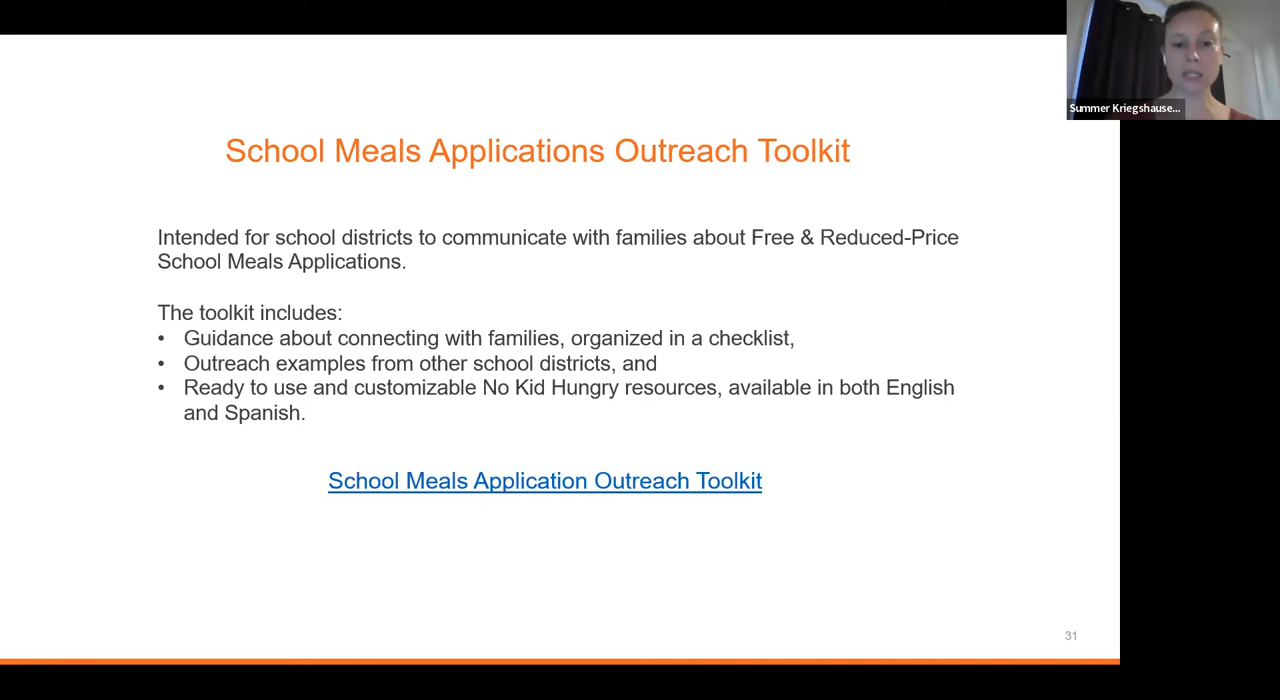 Summer Kriegshause...
School Meals Applications Outreach Toolkit
Intended for school districts to communicate with families about Free & Reduced-Price
School Meals Applications.
The toolkit includes:
• Guidance about connecting with families, organized in a checklist,
• Outreach examples from other school districts, and
• Ready to use and customizable No Kid Hungry resources, available in both English
and Spanish.
School Meals Application Outreach Toolkit
31